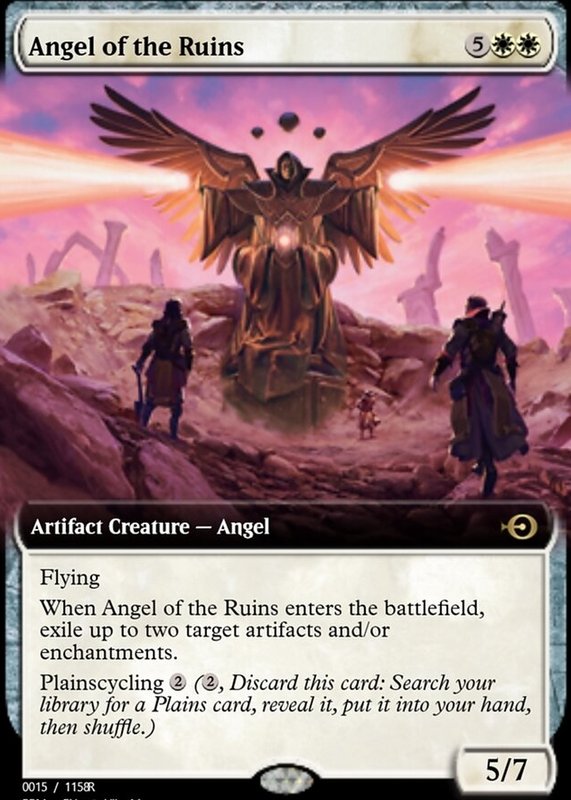 Angel of the Ruins 5
Artifact Creature — Angel
Flying
When Angel of the Ruins enters the battlefield,
exile up to two target artifacts and/or
enchantments.
Plainscycling 2 (2, Discard this card: Search your
library for a Plains card, reveal it, put it into your hand,
then shuffle.)
5/7
0015 / 1158R